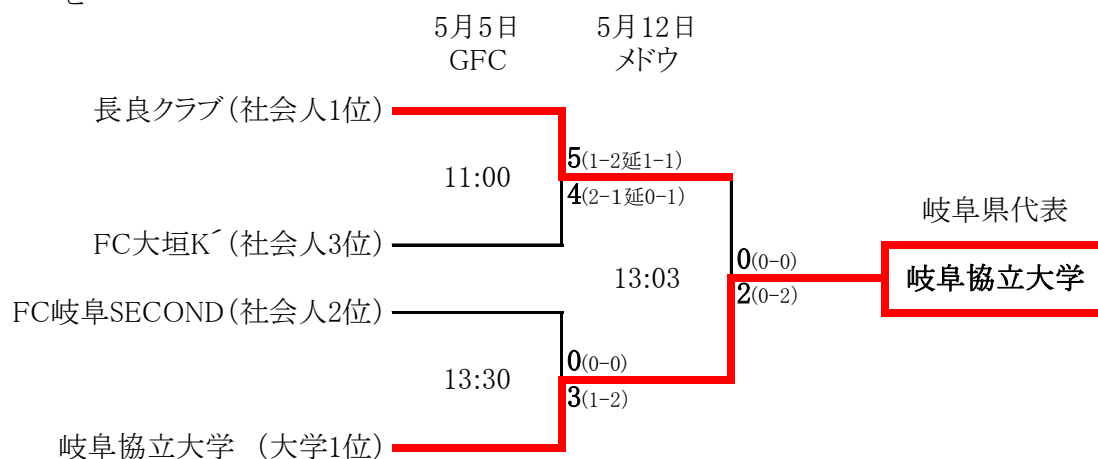 5月5日 5月12日
GFC メドウ
長良クラブ(社会人1位)
5(1-2延1-1)
11:00
4(2-1延0-1)
岐阜県代表
FC大垣K´(社会人3位)
0(0-0)
13:03
岐阜協立大学
2(0-2)
FC岐阜SECOND(社会人2位)
0(0-0)
13:30
3(1-2)
岐阜協立大学 (大学1位)